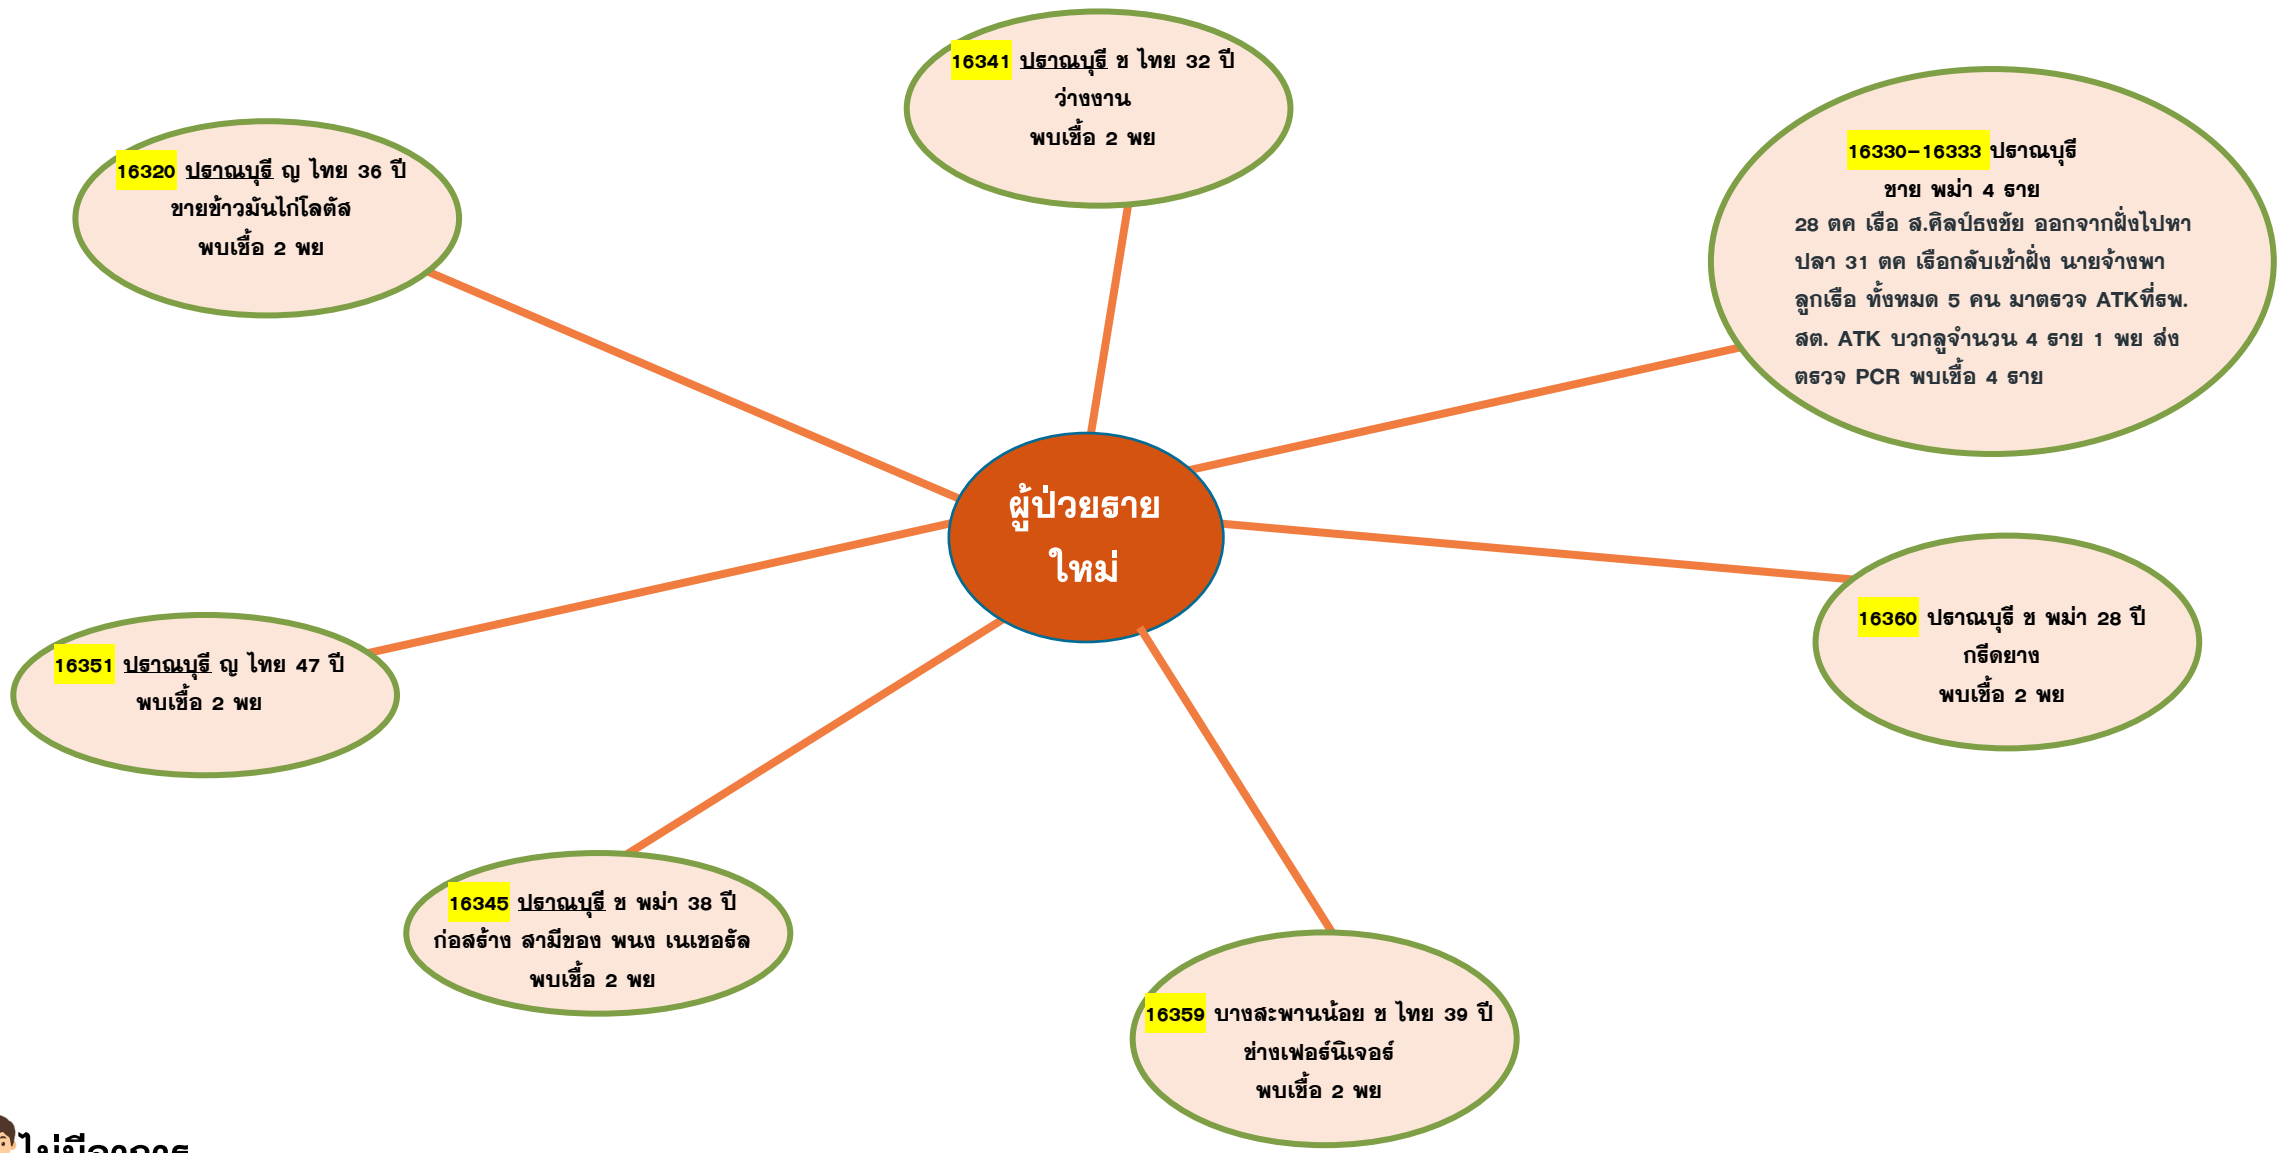 16341 ปราณบุรี ช ไทย 32 ปี
ว่างงาน
พบเชื้อ 2 พย
16320 ปราณบุรี ญ ไทย 36 ปี
ขายข้าวมันไก่โลตัส
พบเชื้อ 2 พย
16330-16333 ปราณบุรี
ชาย พม่า 4 ราย
28 ตค เรือ ส.ศิลป์ธงชัย ออกจากฝั่งไปหา
ปลา 31 ตค เรือกลับเข้าฝั่ง นายจ้างพา
ลูกเรือ ทั้งหมด 5 คน มาตรวจ ATKที่รพ.
สต. ATK บวกลูจำนวน 4 ราย 1 พย ส่ง
ตรวจ PCR พบเชื้อ 4 ราย
ผู้ป่วยราย
ใหม่
16360 ปราณบุรี ช พม่า 28 ปี
กรีดยาง
พบเชื้อ 2 พย
16351 ปราณบุรี ญ ไทย 47 ปี
พบเชื้อ 2 พย
16345 ปราณบุรี ช พม่า 38 ปี
ก่อสร้าง สามีของ พนง เนเชอรัล
พบเชื้อ 2 พย
16359 บางสะพานน้อย ช ไทย 39 ปี
ช่างเฟอร์นิเจอร์
พบเชื้อ 2 พย
ไม่มีอาการ